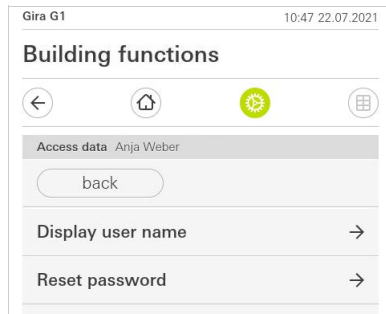 Gira G1 10:47 22.07.2021
Building functions
Access data Anja Weber
back
Display user name
Reset password